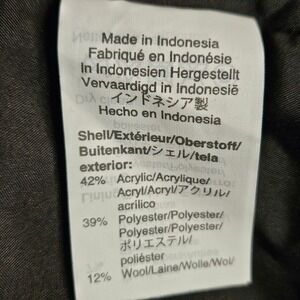 Made in Indonesia
Fabriqué en Indonésie
In Indonesien Hergestellt
Vervaardigd in Indonesië
インドネシア製
Hecho en Indonesia
Shell/Extérieur/Oberstoff/
Buitenkant/シェル/tela
exterior:
42% Acrylic/Acrylique/
Acryl/Acryl/アクリル/
acrílico
39% Polyester/Polyester/
Polyester/Polyester/
ポリエステル/
poliéster
12% Wool/Laine/Wolle/Wol/